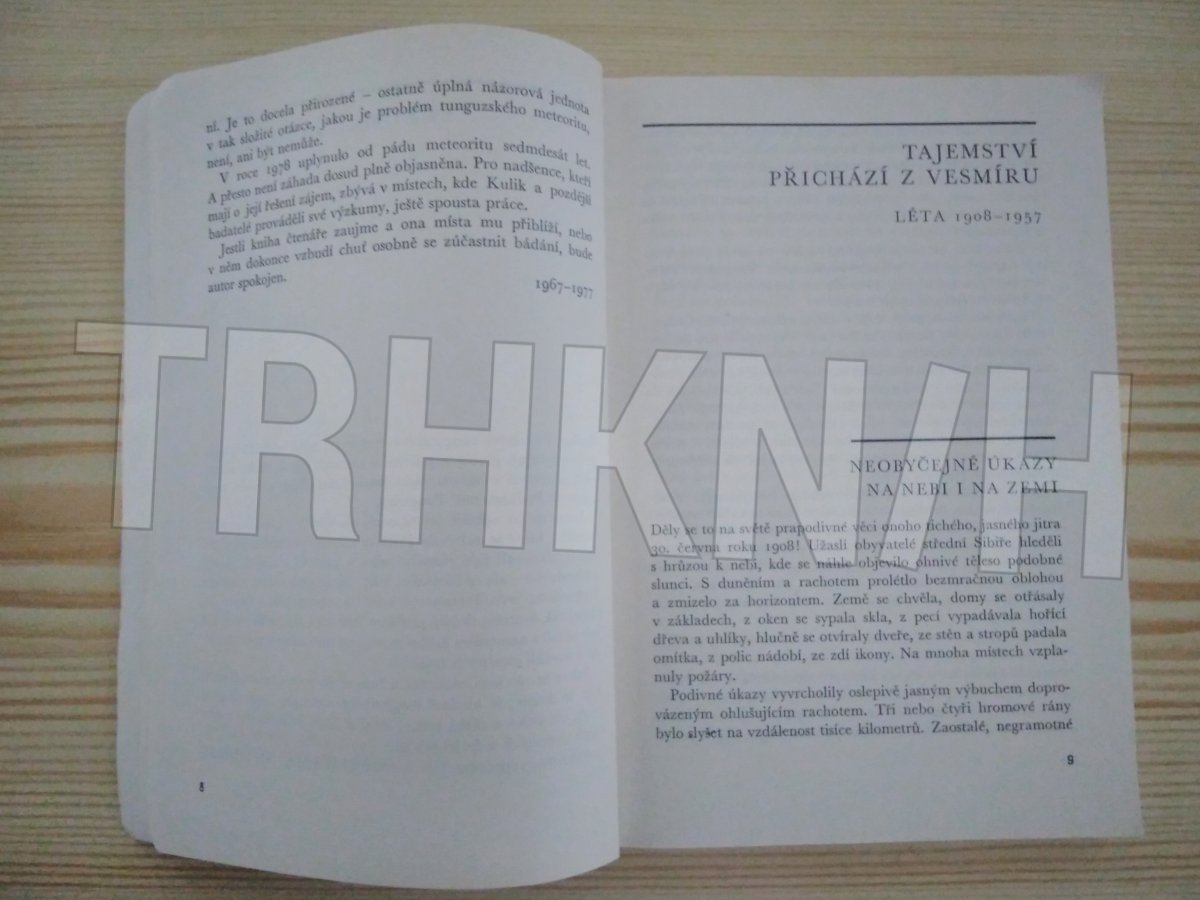 ní. Je to docela přirozené – ostatně úplná názorová jednota
v tak složité otázce, jakou je problém tunguzského meteoritu,
není, ani být nemůže.
V roce 1978 uplynulo od pádu meteoritu sedmdesát let.
A přesto není záhada dosud plně objasněna. Pro nadšence, kteří
mají o její řešení zájem, zbývá v místech, kde Kulik a později
badatelé prováděli své výzkumy, ještě spousta práce.
Jestli kniha čtenáře zaujme a ona místa mu přiblíží, nebo
v něm dokonce vzbudí chuť osobně se zúčastnit bádání, bude
autor spokojen.
1967–1977
8
TAJEMSTVÍ
PŘICHÁZÍ Z VESMÍRU
LÉTA 1908–1957
NEOBYČEJNÉ ÚKAZY
NA NEBI I NA ZEMI
Děly se to na světě prapodivné věci onoho tichého, jasného jitra
30. června roku 1908! Užaslí obyvatelé střední Sibiře hleděli
s hrůzou k nebi, kde se náhle objevilo ohnivé těleso podobné
slunci. S duněním a rachotem prolétlo bezmračnou oblohou
a zmizelo za horizontem. Země se chvěla, domy se otřásaly
v základech, z oken se sypala skla, z pecí vypadávala hořící
dřeva a uhlíky, hlučně se otvíraly dveře, ze stěn a stropů padala
omítka, z polic nádobí, ze zdí ikony. Na mnoha místech vzpla-
nuly požáry.
Podivné úkazy vyvrcholily oslepivě jasným výbuchem dopro-
vázeným ohlušujícím rachotem. Tři nebo čtyři hromové rány
bylo slyšet na vzdálenost tisíce kilometrů. Zaostalé, negramotné
9
TRHKNIH